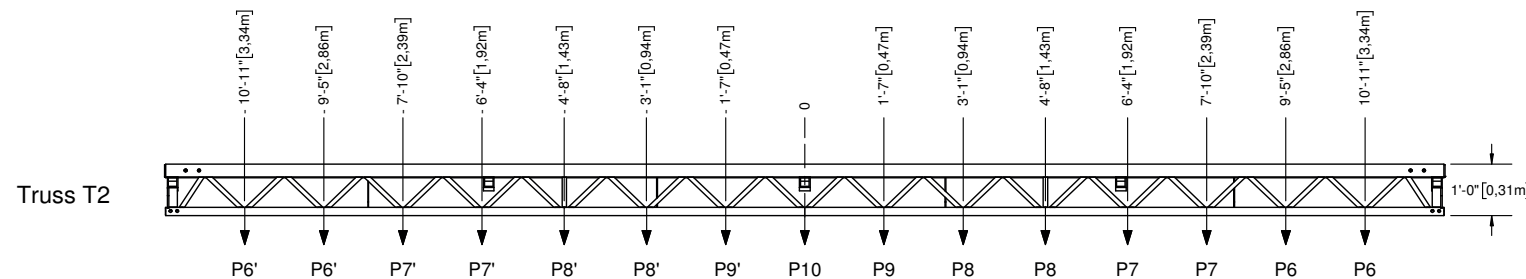 - 10'-11"[3,34m]
- 9'-5"[2,86m]
- 7'-10"[2,39m]
- 6'-4"[1,92m]
- 4'-8"[1,43m]
- 3'-1"[0,94m]
- 1'-7"[0,47m]
0
1'-7"[0,47m]
3'-1"[0,94m]
4'-8"[1,43m]
6'-4"[1,92m]
7'-10"[2,39m]
9'-5"[2,86m]
10'-11"[3,34m]
Truss T2
1'-0"[0,31m]
P6' P6' P7' P7' P8' P8' P9' P10 P9 P8 P8 P7 P7 P6 P6